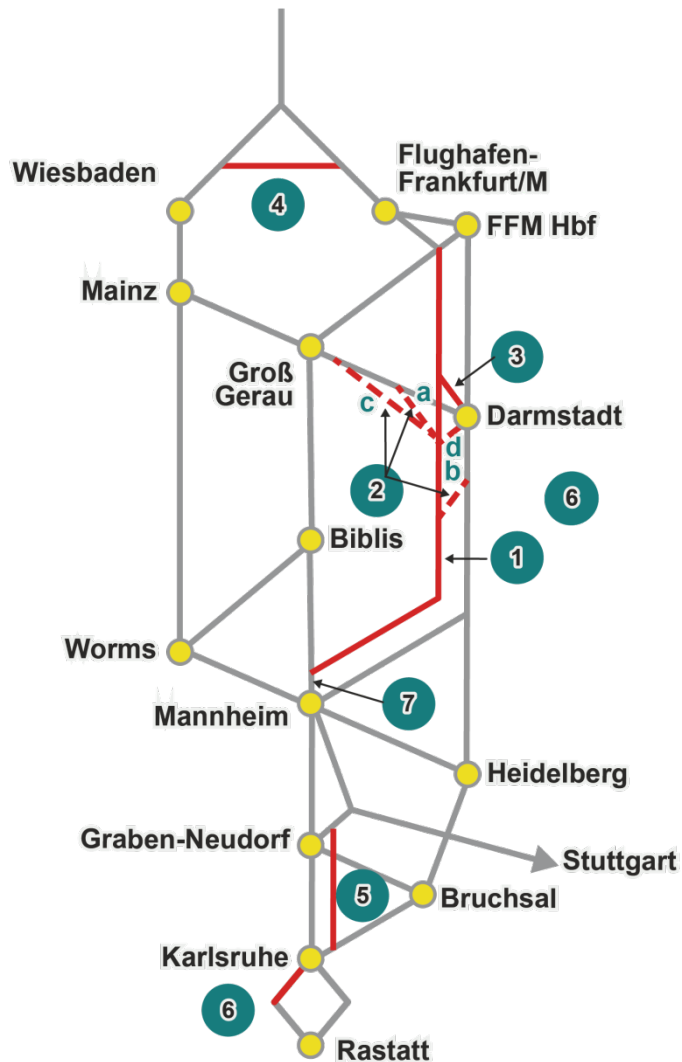 Wiesbaden
Flughafen-
Frankfurt/M
4
FFM Hbf
Mainz
Groß
Gerau
3
a
c
Darmstadt
d
b
2
6
Biblis
1
Worms
7
Mannheim
Heidelberg
Graben-Neudorf
Stuttgart
5
Bruchsal
Karlsruhe
6
Rastatt